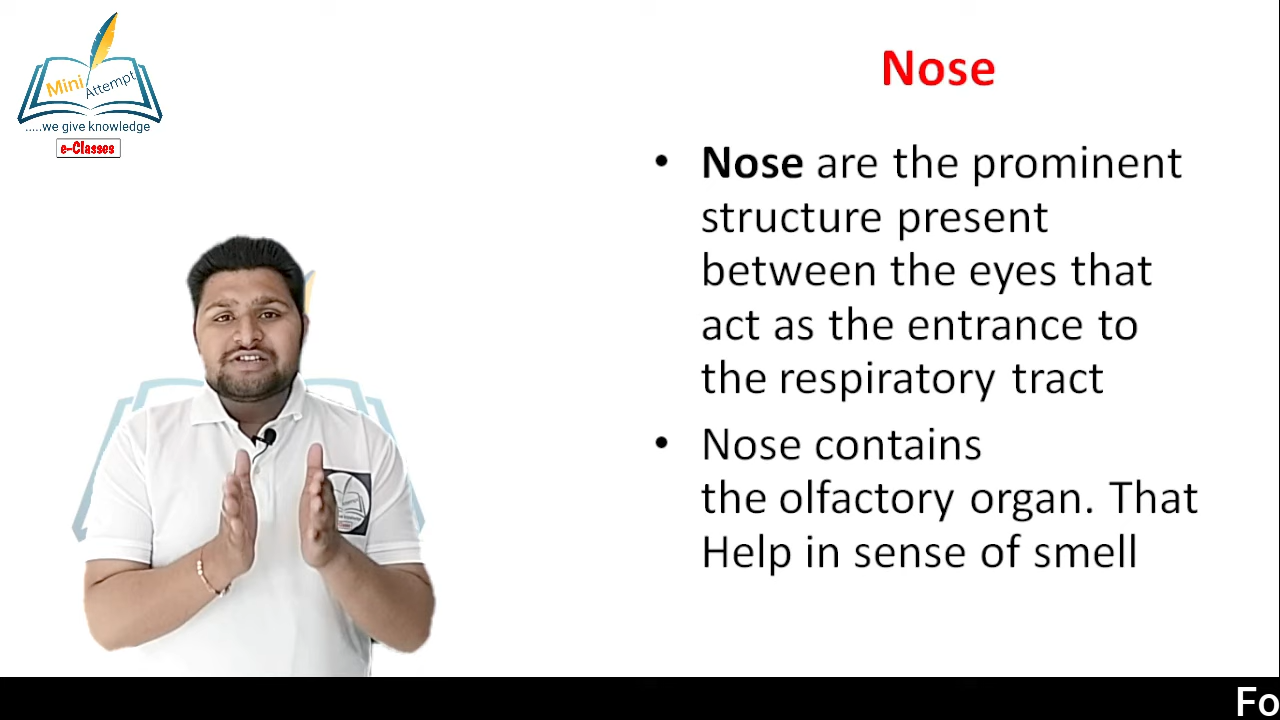 Mini
Attempt
.....we give knowledge
e-Classes
Nose
• Nose are the prominent
structure present
between the eyes that
act as the entrance to
the respiratory tract
• Nose contains
the olfactory organ. That
Help in sense of smell
Fo